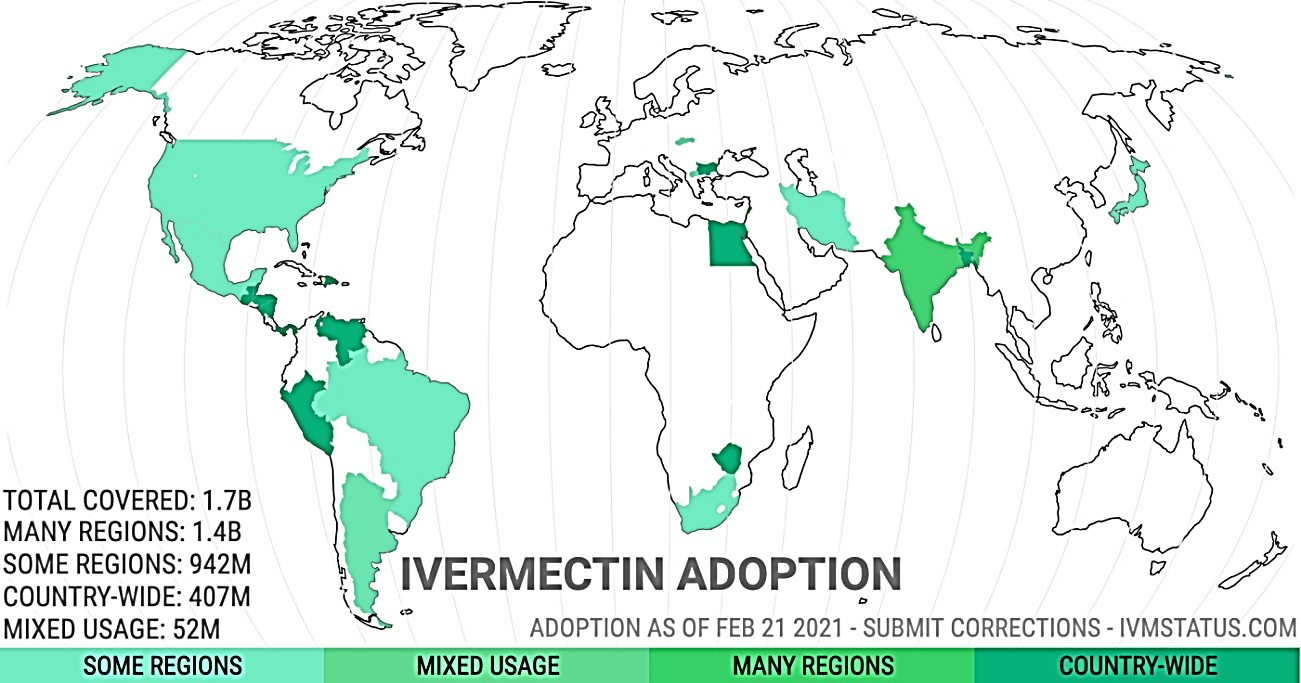 TOTAL COVERED: 1.7B
MANY REGIONS: 1.4B
SOME REGIONS: 942M
COUNTRY-WIDE: 407M
MIXED USAGE: 52M
IVERMECTIN ADOPTION
ADOPTION AS OF FEB 21 2021 - SUBMIT CORRECTIONS - IVMSTATUS.COM
SOME REGIONS MIXED USAGE MANY REGIONS COUNTRY-WIDE